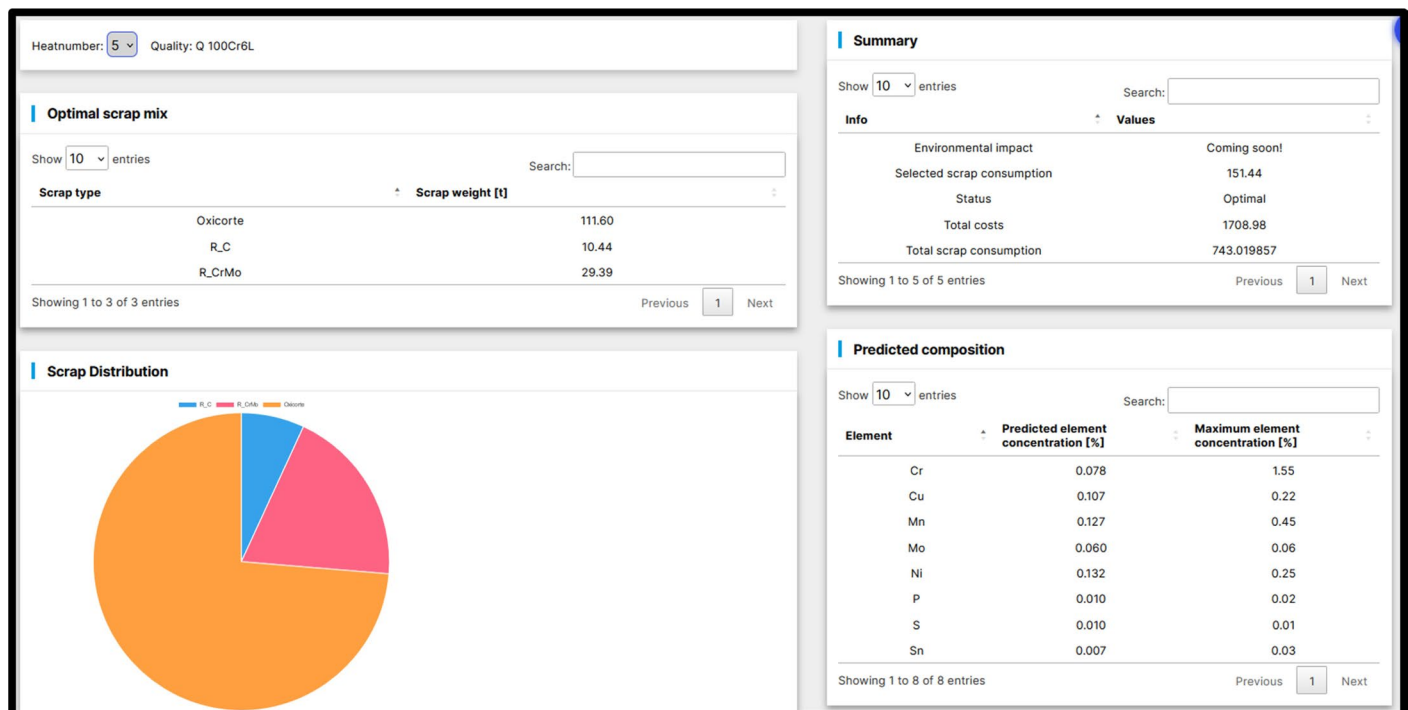 Heatnumber: 5 Quality: Q 100Cr6L
Optimal scrap mix
Show 10 entries
Search:
Scrap type Scrap weight [t]
Oxicorte 111.60
R_C 10.44
R_CrMo 29.39
Showing 1 to 3 of 3 entries
Previous 1 Next
Scrap Distribution
R_C R_CrMo Oxicorte
Summary
Show 10 entries
Search:
Info Values
Environmental impact Coming soon!
Selected scrap consumption 151.44
Status Optimal
Total costs 1708.98
Total scrap consumption 743.019857
Showing 1 to 5 of 5 entries
Previous 1 Next
Predicted composition
Show 10 entries
Search:
Element Predicted element concentration [%] Maximum element concentration [%]
Cr 0.078 1.55
Cu 0.107 0.22
Mn 0.127 0.45
Mo 0.060 0.06
Ni 0.132 0.25
P 0.010 0.02
S 0.010 0.01
Sn 0.007 0.03
Showing 1 to 8 of 8 entries
Previous 1 Next